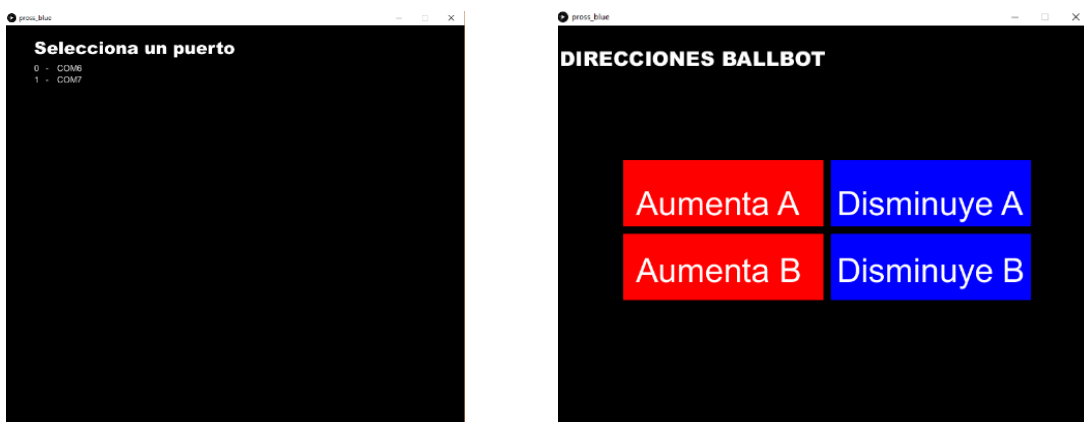 pross_blue
Selecciona un puerto
0 - COM6
1 - COM7
pross_blue
DIRECCIONES BALLBOT
Aumenta A
Disminuye A
Aumenta B
Disminuye B